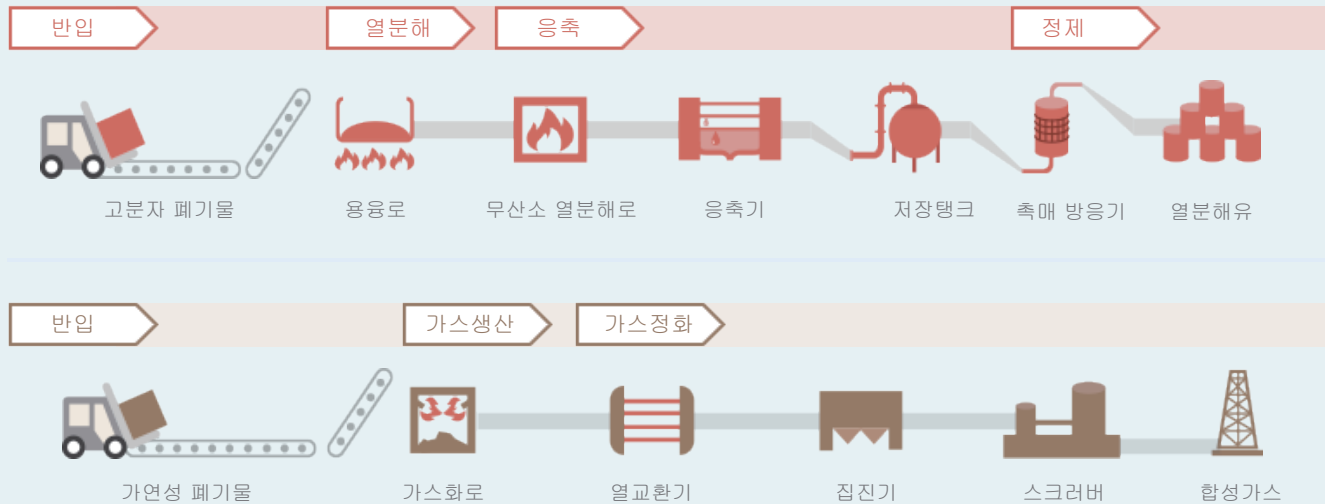 반입
열분해
응축
정제
고분자 폐기물
용융로
무산소 열분해로
응축기
저장탱크
촉매 방응기
열분해유
반입
가스생산
가스정화
가연성 폐기물
가스화로
열교환기
집진기
스크러버
합성가스